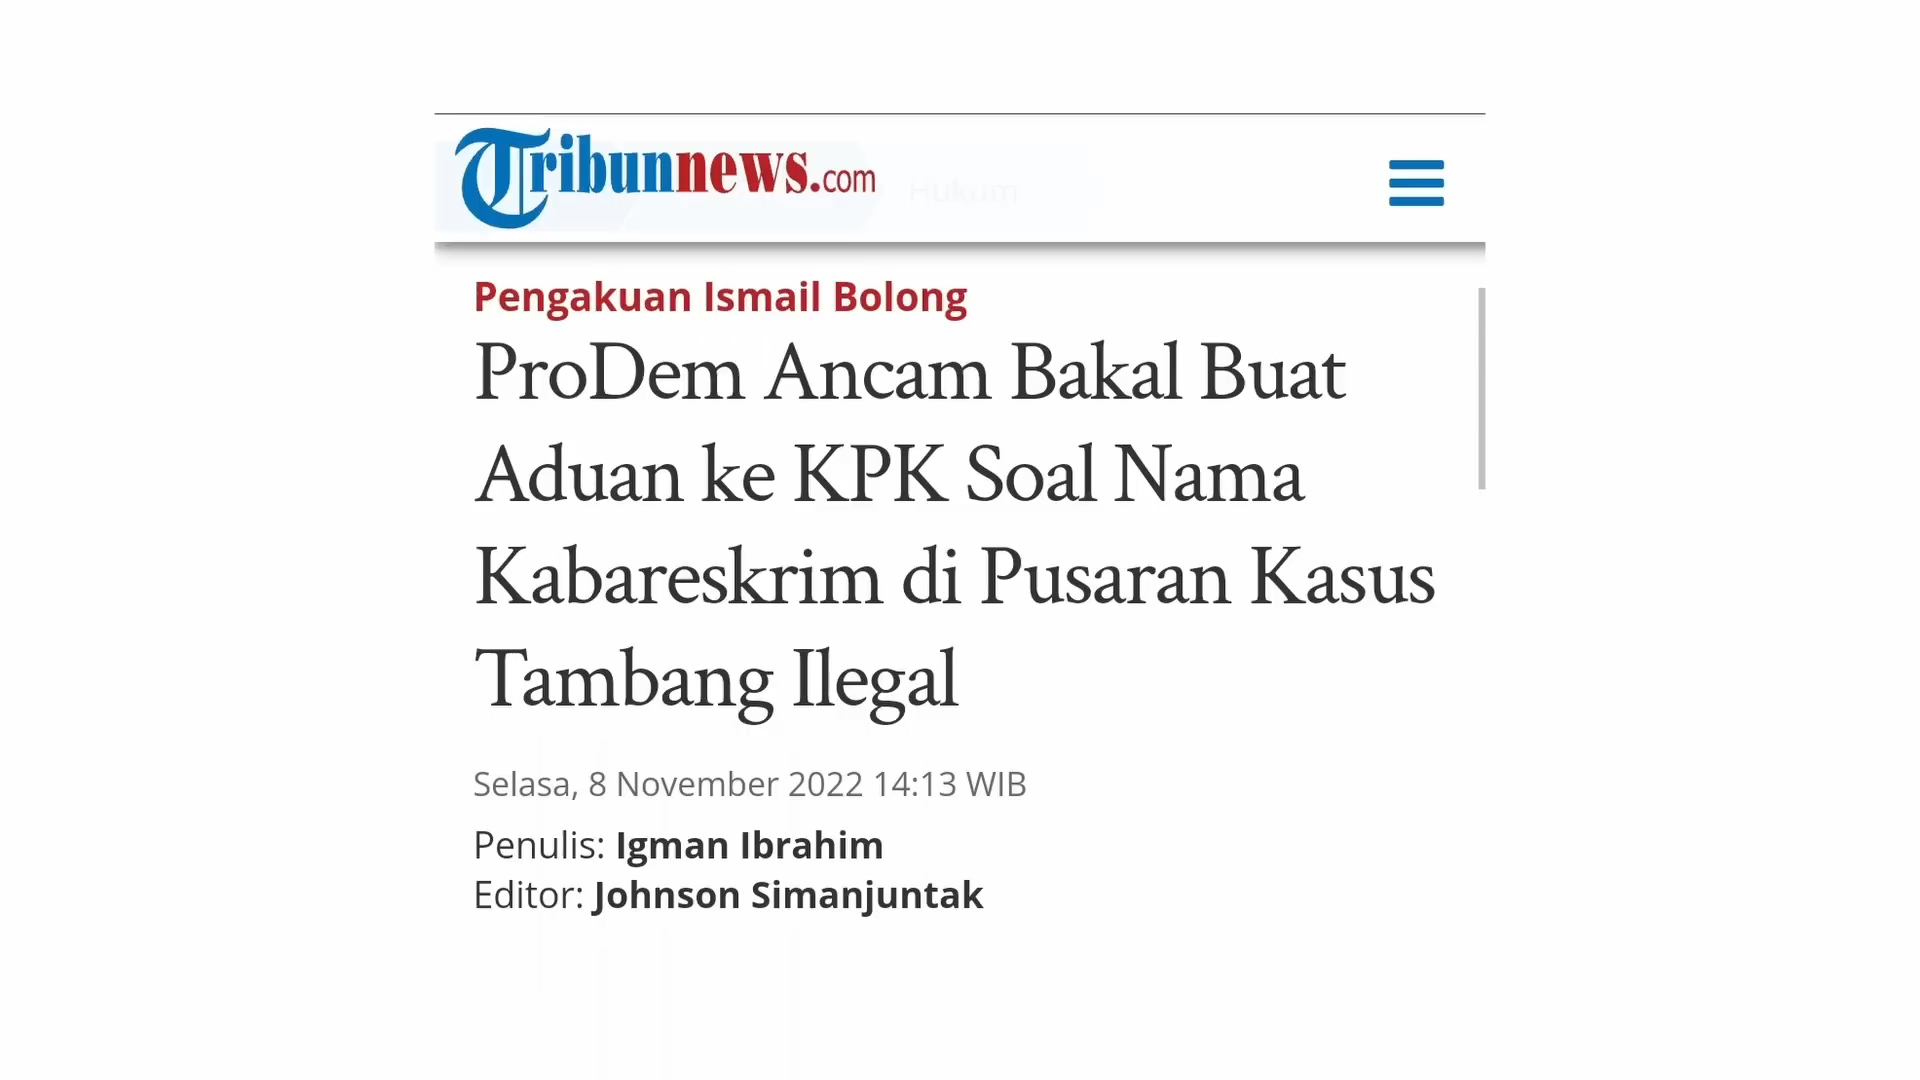 Tribunnews.com
Hukum
Pengakuan Ismail Bolong
ProDem Ancam Bakal Buat
Aduan ke KPK Soal Nama
Kabareskrim di Pusaran Kasus
Tambang Ilegal
Selasa, 8 November 2022 14:13 WIB
Penulis: Igman Ibrahim
Editor: Johnson Simanjuntak